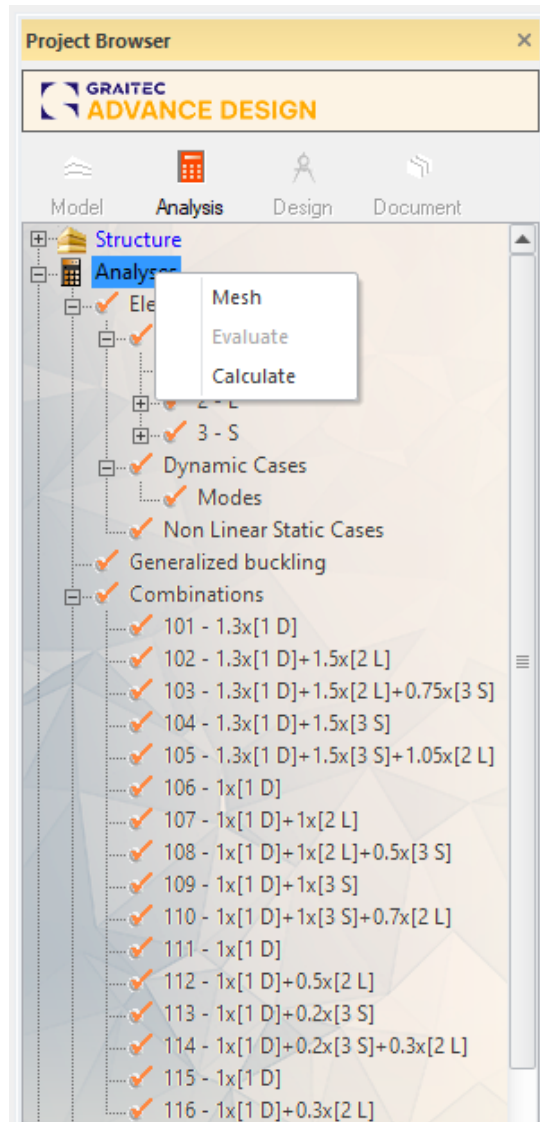 Project Browser
GRAITEC
ADVANCE DESIGN
Model Analysis Design Document
Structure
Analyses
Mesh
Evaluate
Calculate
3 - S
Dynamic Cases
Modes
Non Linear Static Cases
Generalized buckling
Combinations
101 - 1.3x[1 D]
102 - 1.3x[1 D]+1.5x[2 L]
103 - 1.3x[1 D]+1.5x[2 L]+0.75x[3 S]
104 - 1.3x[1 D]+1.5x[3 S]
105 - 1.3x[1 D]+1.5x[3 S]+1.05x[2 L]
106 - 1x[1 D]
107 - 1x[1 D]+1x[2 L]
108 - 1x[1 D]+1x[2 L]+0.5x[3 S]
109 - 1x[1 D]+1x[3 S]
110 - 1x[1 D]+1x[3 S]+0.7x[2 L]
111 - 1x[1 D]
112 - 1x[1 D]+0.5x[2 L]
113 - 1x[1 D]+0.2x[3 S]
114 - 1x[1 D]+0.2x[3 S]+0.3x[2 L]
115 - 1x[1 D]
116 - 1x[1 D]+0.3x[2 L]